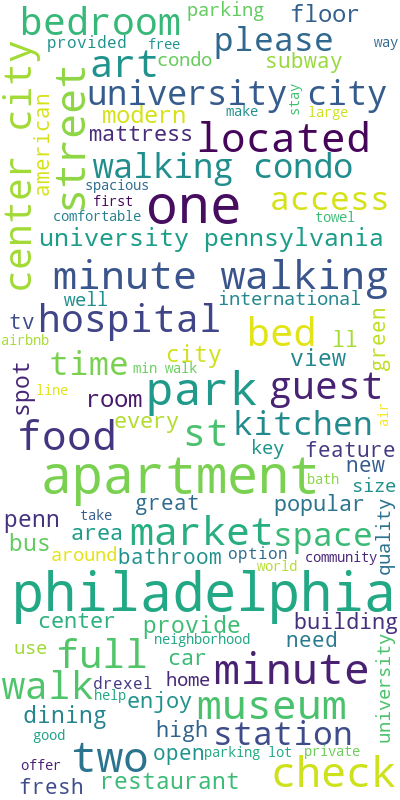 parking
bedroom
floor
provided
free
please
way
art
condo
subway
center city
street
american
university city
stay
modern
make
large
mattress
located
walking condo
spacious
first
one
access
comfortable
towel
university pennsylvania
minute walking
well
international
tv
hospital
bed
ll
green
airbnb
time
min walk
city
view
spot
line
room
park
guest
air
every
food
st
kitchen
key
feature
apartment
new
bath
size
great
popular
quality
penn
take
market
space
bus
area
around
bathroom
option
community
world
philadelphia
center
provide
building
use
full
neighborhood
need
car
university
walk
drexel
home
minute
help
enjoy
museum
dining
high
station
good
two
open
parking lot
private
offer
check
fresh
restaurant